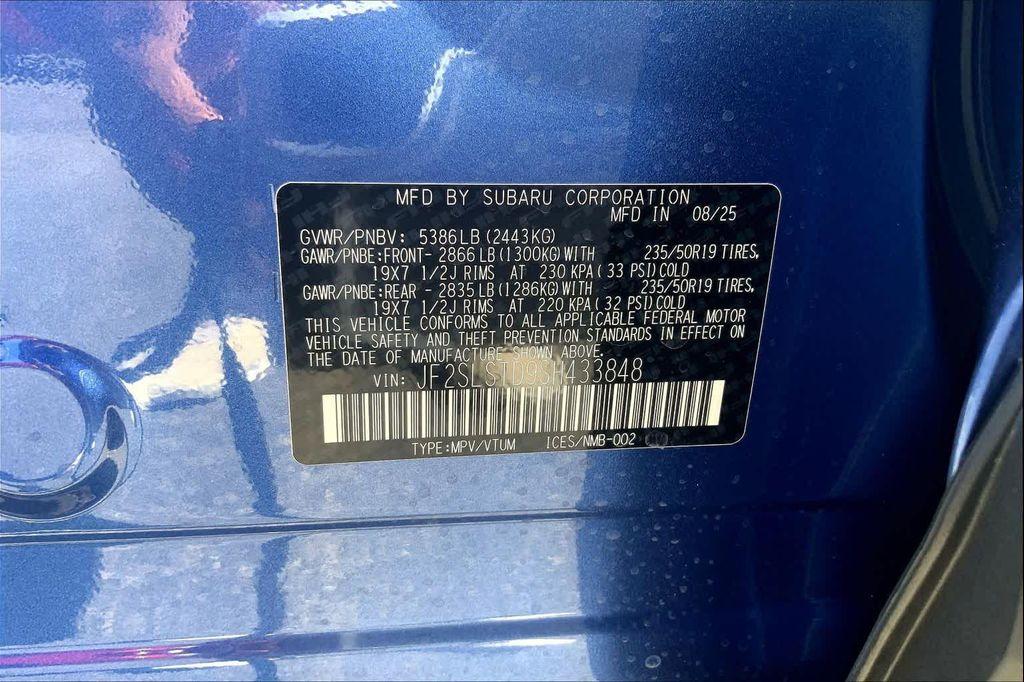 MFD BY SUBARU CORPORATION
MFD IN 08/25
GVWR/PNBV: 5386LB (2443KG)
GAWR/PNBE:FRONT- 2866LB (1300KG) WITH 235/50R19 TIRES,
19X7 1/2J RIMS AT 230 KPA( 33 PSI) COLD
GAWR/PNBE:REAR - 2835LB (1286KG) WITH 235/50R19 TIRES,
19X7 1/2J RIMS AT 220 KPA( 32 PSI) COLD
THIS VEHICLE CONFORMS TO ALL APPLICABLE FEDERAL MOTOR
VEHICLE SAFETY AND THEFT PREVENTION STANDARDS IN EFFECT ON
THE DATE OF MANUFACTURE SHOWN ABOVE.
VIN: JF2SLSTD9SH433848
TYPE:MPV/VTUM ICES/NMB-002